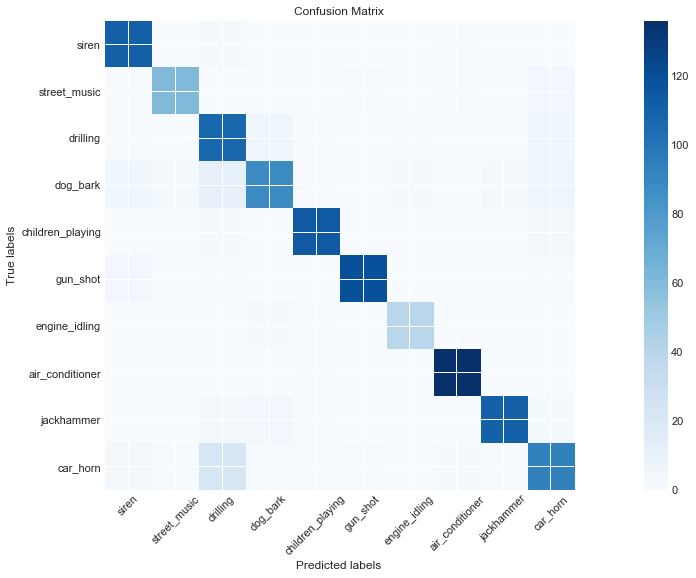 Confusion Matrix
True labels
siren
street_music
drilling
dog_bark
children_playing
gun_shot
engine_idling
air_conditioner
jackhammer
car_horn
siren
street_music
drilling
dog_bark
children_playing
gun_shot
engine_idling
air_conditioner
jackhammer
car_horn
Predicted labels
120
100
80
60
40
20
0